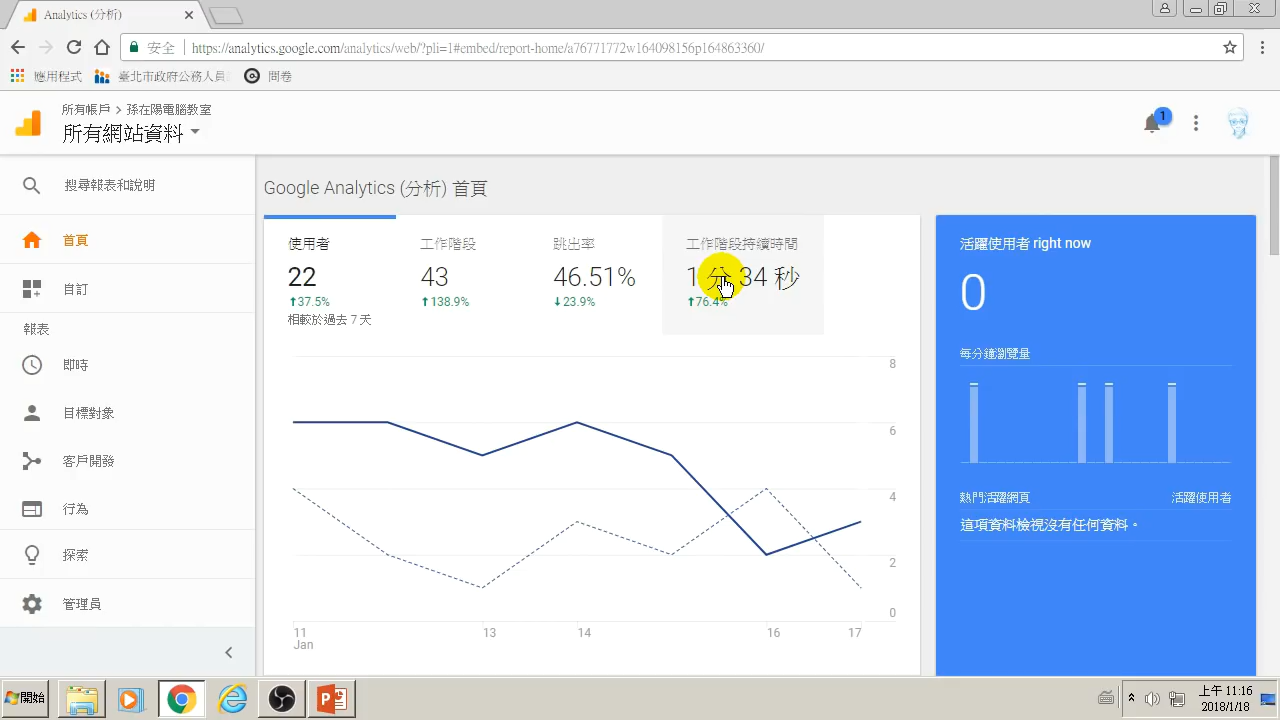 Analytics (分析)
安全
https://analytics.google.com/analytics/web/?pli=1#embed/report-home/a76771772w164098156p164863360/
應用程式
臺北市政府公務人員
問卷
所有帳戶 > 孫在陽電腦教室
所有網站資料
1
搜尋報表和說明
首頁
自訂
報表
即時
目標對象
客戶開發
行為
探索
管理員
Google Analytics (分析) 首頁
使用者
22
↑37.5%
相較於過去 7 天
工作階段
43
↑138.9%
跳出率
46.51%
↓23.9%
工作階段持續時間
1 分 34 秒
↑76.4%
8
6
4
2
0
11
Jan
13
14
16
17
活躍使用者 right now
0
每分鐘瀏覽量
熱門活躍網頁
活躍使用者
這項資料檢視沒有任何資料。
開始
上午 11:16
2018/1/18